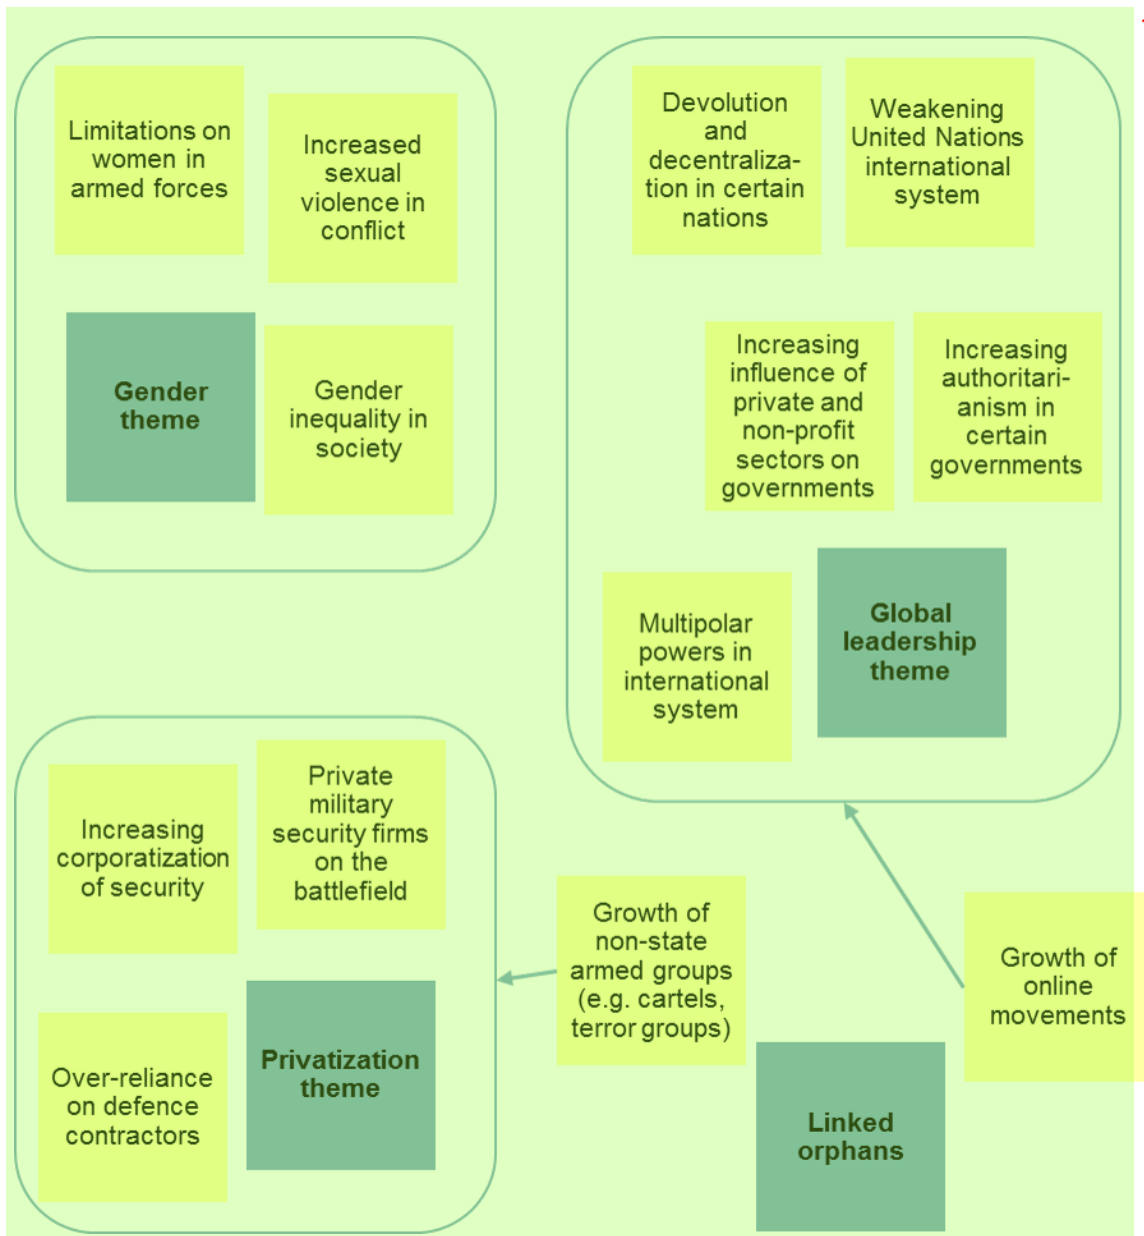 Limitations on
women in
armed forces
Increased
sexual
violence in
conflict
Gender
theme
Gender
inequality in
society
Devolution
and
decentraliza-
tion in certain
nations
Weakening
United Nations
international
system
Increasing
influence of
private and
non-profit
sectors on
governments
Increasing
authoritari-
anism in
certain
governments
Multipolar
powers in
international
system
Global
leadership
theme
Increasing
corporatization
of security
Private
military
security firms
on the
battlefield
Over-reliance
on defence
contractors
Privatization
theme
Growth of
non-state
armed groups
(e.g. cartels,
terror groups)
Growth of
online
movements
Linked
orphans